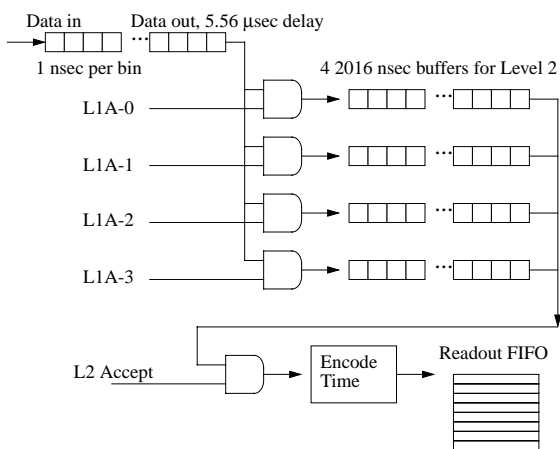 Data in
... Data out, 5.56 μsec delay
1 nsec per bin
4 2016 nsec buffers for Level 2
L1A-0
...
L1A-1
...
L1A-2
...
L1A-3
...
Readout FIFO
Encode
Time
L2 Accept